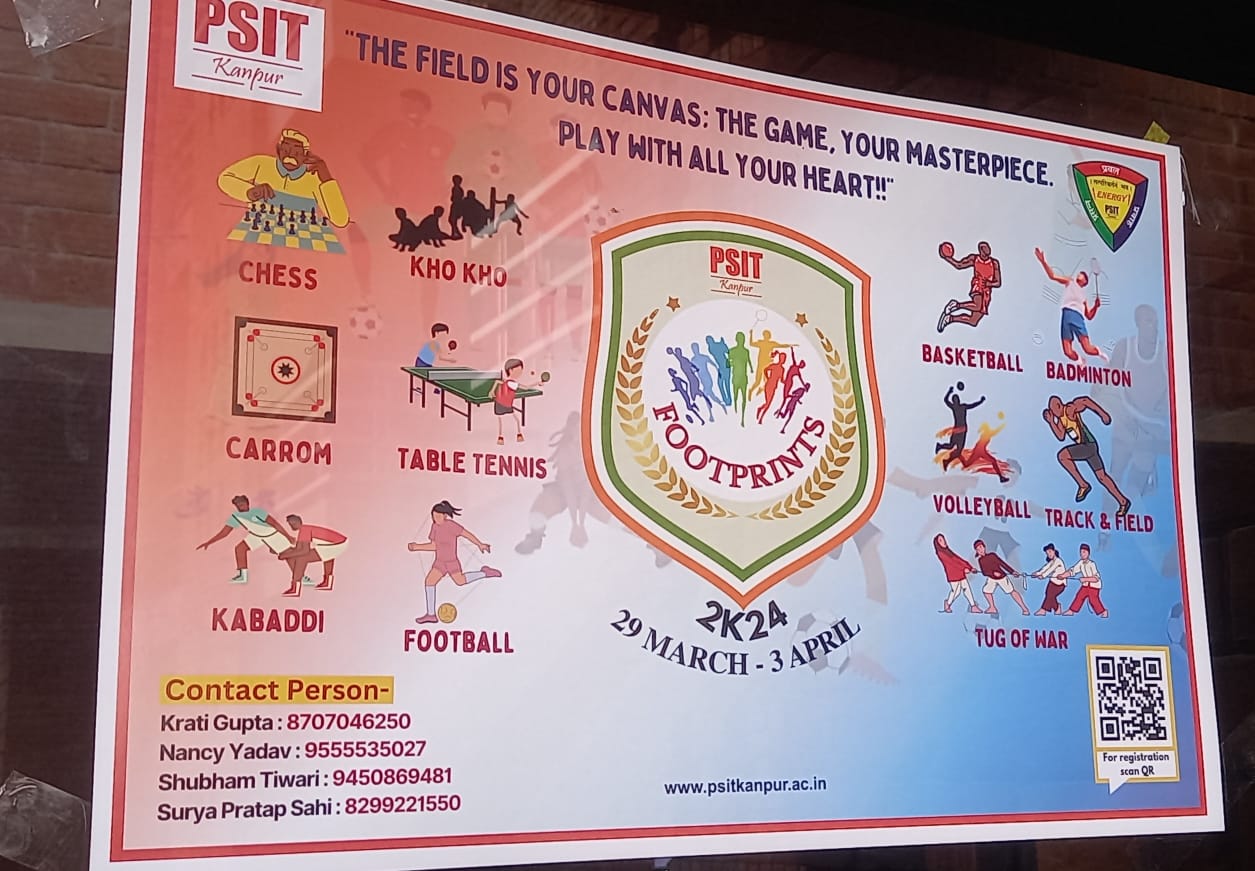 PSIT
Kanpur
"THE FIELD IS YOUR CANVAS; THE GAME, YOUR MASTERPIECE.
PLAY WITH ALL YOUR HEART!!"
ENERGY
PSIT
CHESS
KHO KHO
CARROM
TABLE TENNIS
KABADDI
FOOTBALL
PSIT
Kanpur
FOOTPRINTS
2K24
29 MARCH - 3 APRIL
BASKETBALL
BADMINTON
VOLLEYBALL
TRACK & FIELD
TUG OF WAR
Contact Person-
Krati Gupta : 8707046250
Nancy Yadav : 9555535027
Shubham Tiwari : 9450869481
Surya Pratap Sahi : 8299221550
www.psitkanpur.ac.in
For registration
scan QR